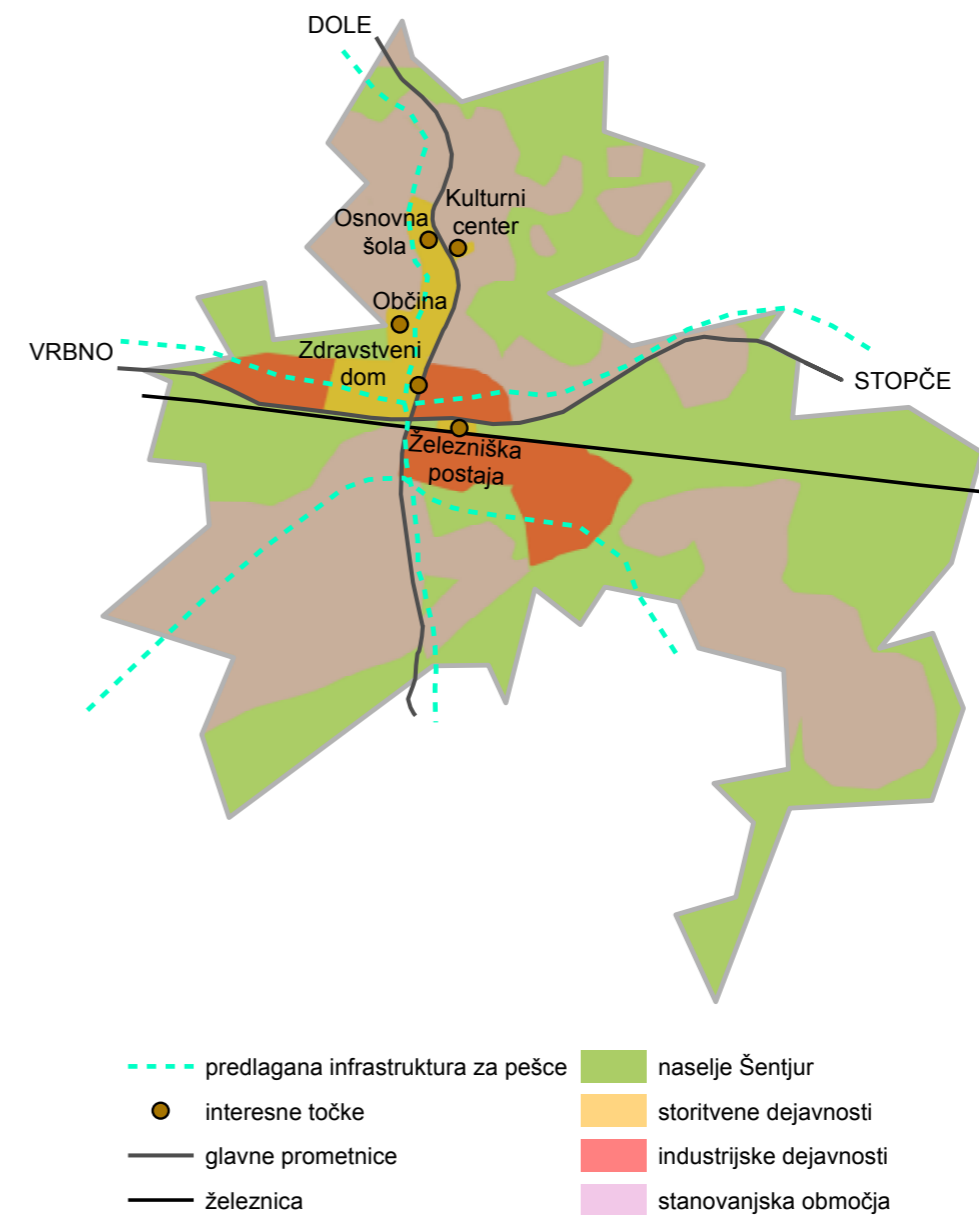 DOLE
Kulturni
center
Osnovna
šola
Občina
VRBNO
Zdravstveni
dom
STOPČE
Železniška
postaja
predlagana infrastruktura za pešce
naselje Šentjur
interesne točke
storitvene dejavnosti
glavne prometnice
industrijske dejavnosti
železnica
stanovanjska območja